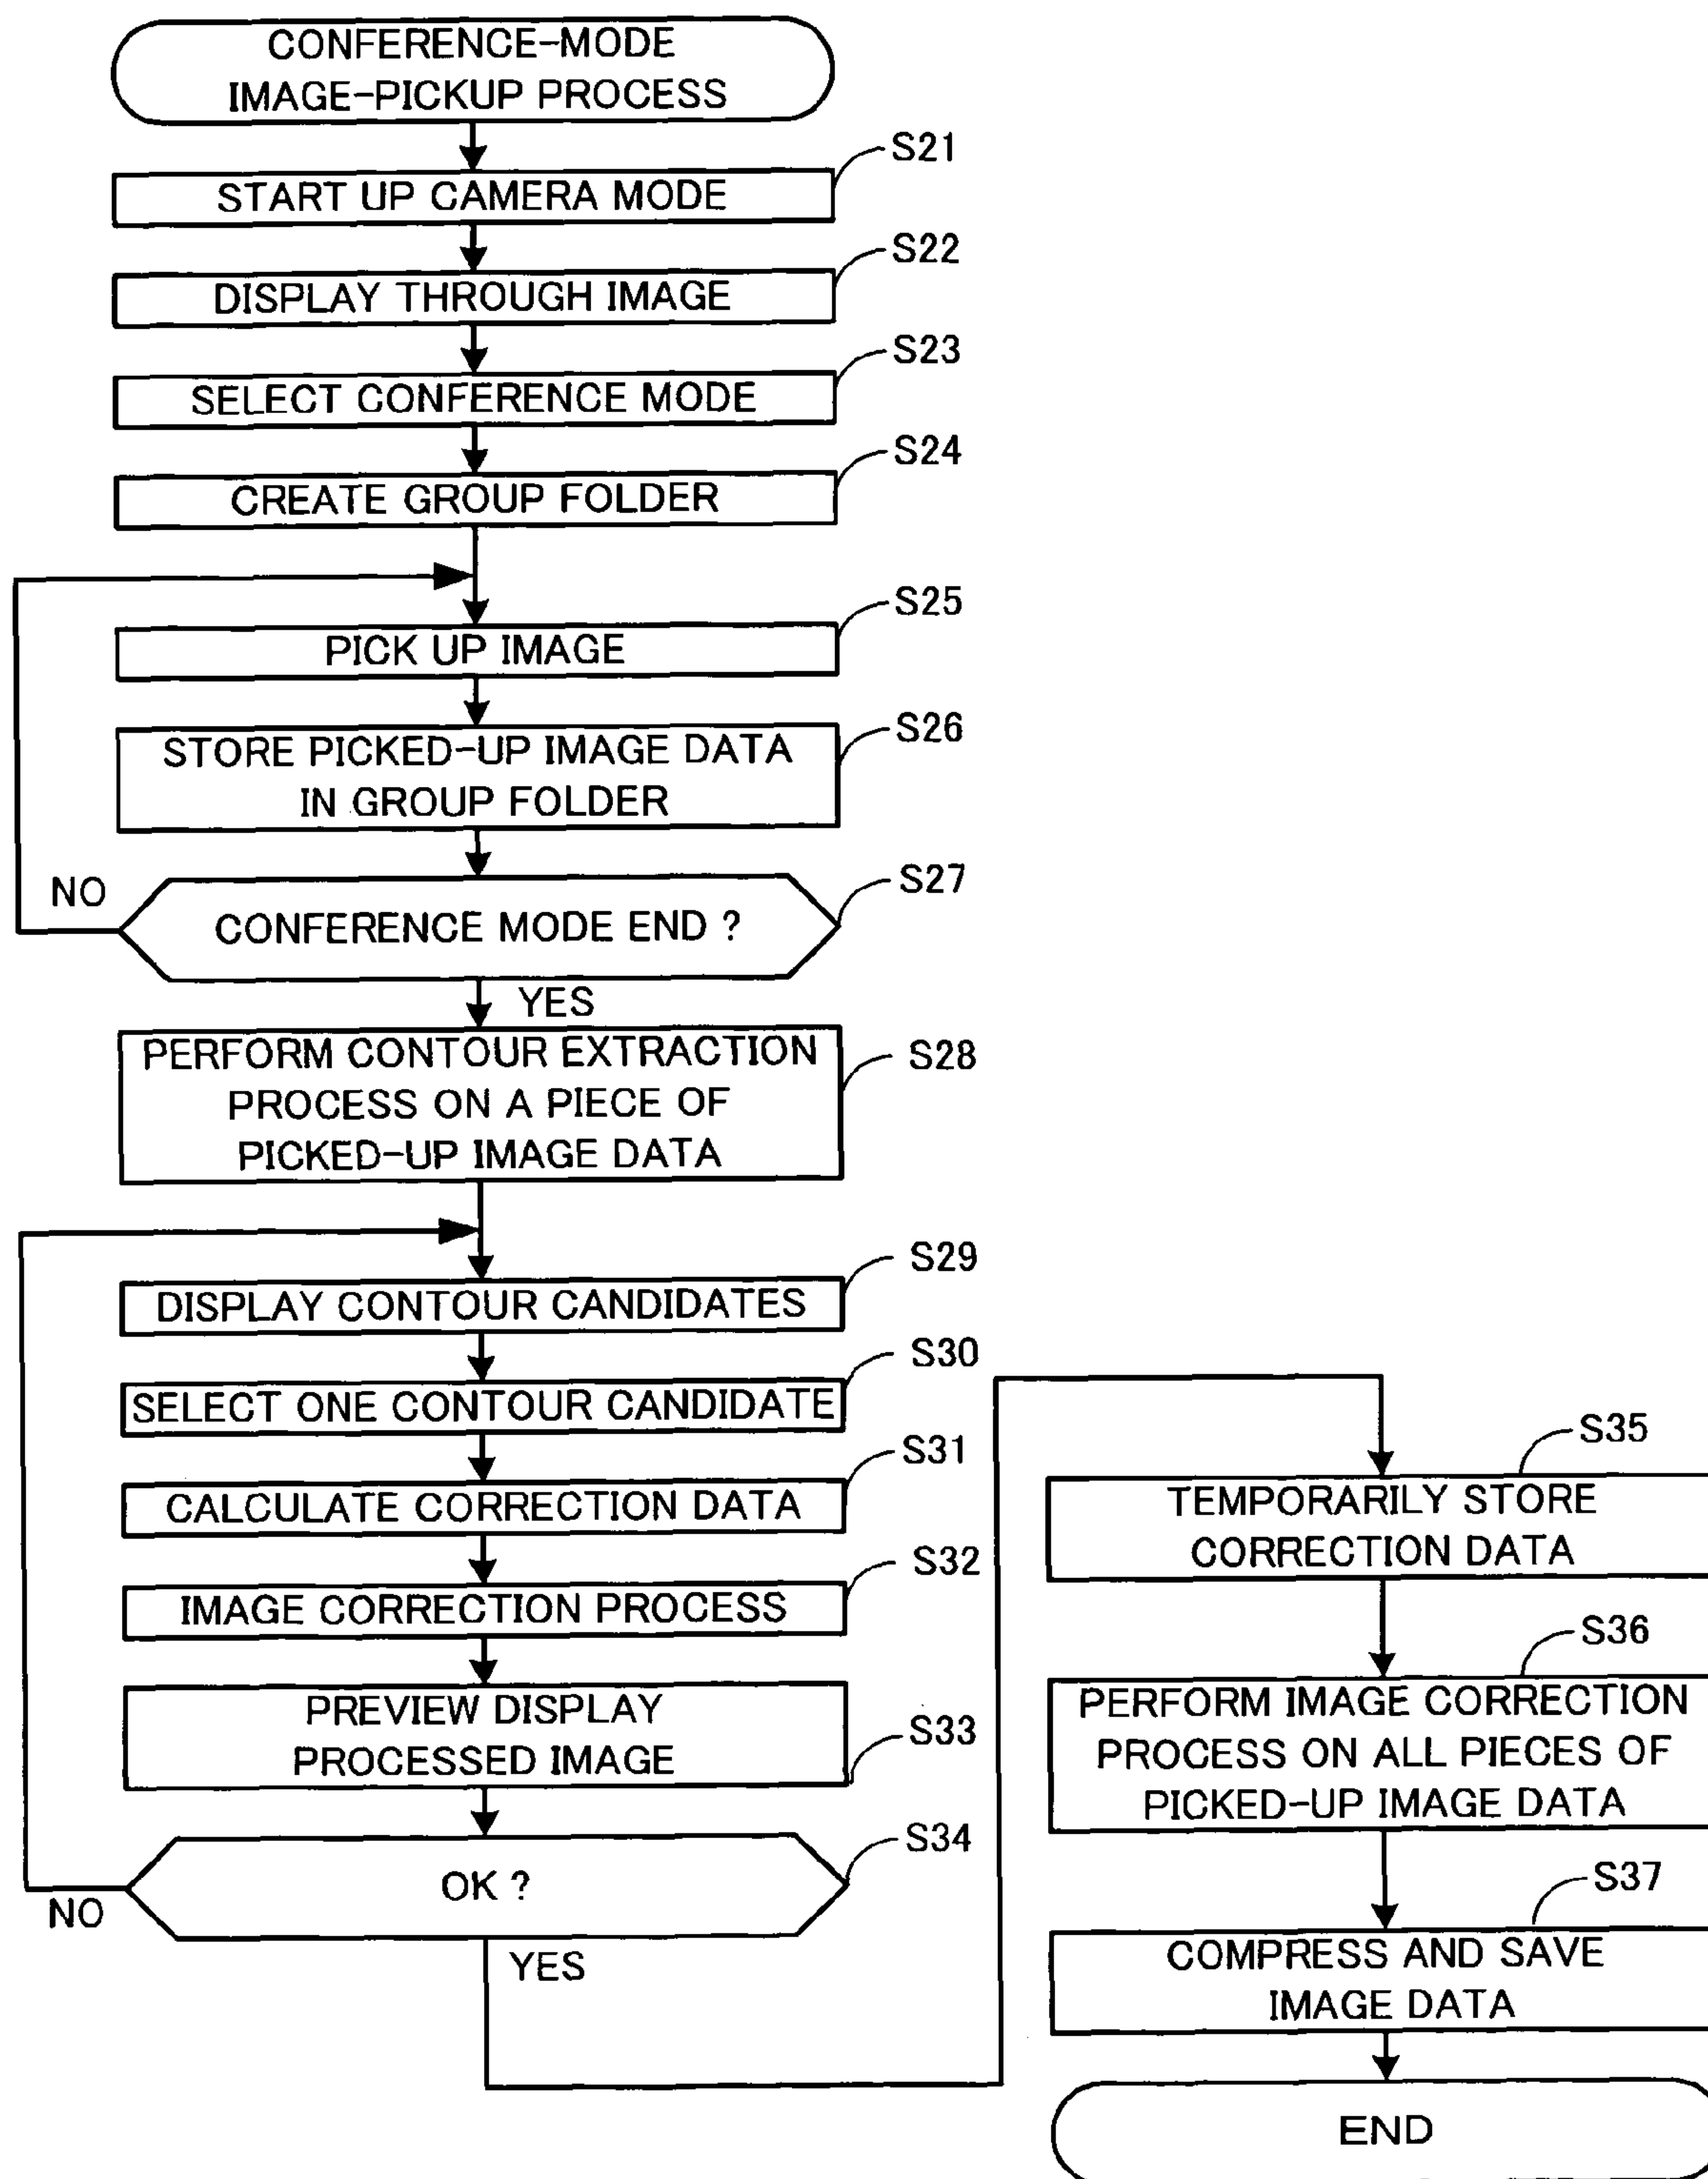 CONFERENCE-MODE
IMAGE-PICKUP PROCESS
S21
START UP CAMERA MODE
S22
DISPLAY THROUGH IMAGE
S23
SELECT CONFERENCE MODE
S24
CREATE GROUP FOLDER
S25
PICK UP IMAGE
S26
STORE PICKED-UP IMAGE DATA
IN GROUP FOLDER
S27
NO
CONFERENCE MODE END ?
YES
S28
PERFORM CONTOUR EXTRACTION
PROCESS ON A PIECE OF
PICKED-UP IMAGE DATA
S29
DISPLAY CONTOUR CANDIDATES
S30
SELECT ONE CONTOUR CANDIDATE
S31
CALCULATE CORRECTION DATA
S32
IMAGE CORRECTION PROCESS
S33
PREVIEW DISPLAY
PROCESSED IMAGE
S34
OK ?
NO
YES
S35
TEMPORARILY STORE
CORRECTION DATA
S36
PERFORM IMAGE CORRECTION
PROCESS ON ALL PIECES OF
PICKED-UP IMAGE DATA
S37
COMPRESS AND SAVE
IMAGE DATA
END